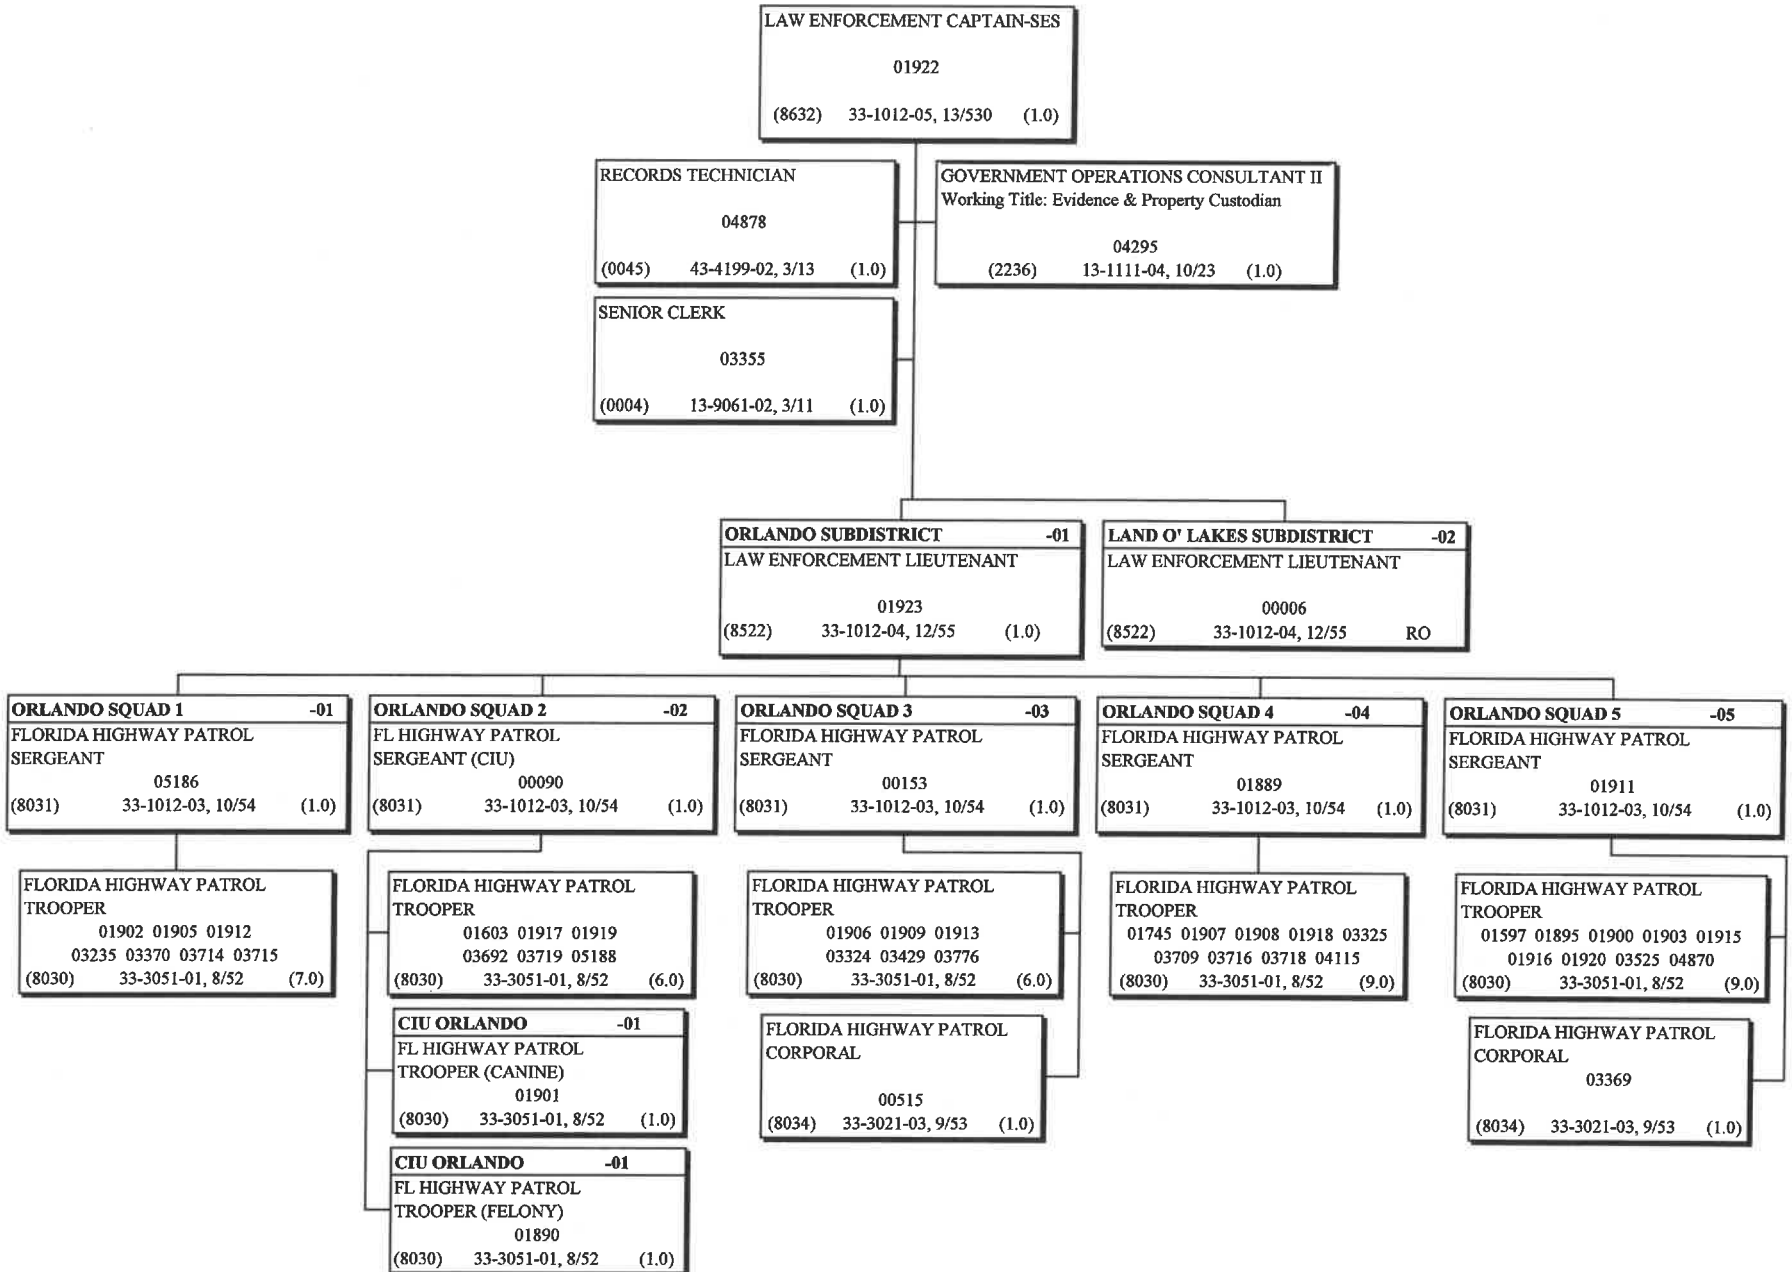 LAW ENFORCEMENT CAPTAIN-SES
01922
(8632) 33-1012-05, 13/530 (1.0)
RECORDS TECHNICIAN
04878
(0045) 43-4199-02, 3/13 (1.0)
GOVERNMENT OPERATIONS CONSULTANT II
Working Title: Evidence & Property Custodian
04295
(2236) 13-1111-04, 10/23 (1.0)
SENIOR CLERK
03355
(0004) 13-9061-02, 3/11 (1.0)
ORLANDO SUBDISTRICT -01
LAW ENFORCEMENT LIEUTENANT
01923
(8522) 33-1012-04, 12/55 (1.0)
LAND O' LAKES SUBDISTRICT -02
LAW ENFORCEMENT LIEUTENANT
00006
(8522) 33-1012-04, 12/55 RO
ORLANDO SQUAD 1 -01
FLORIDA HIGHWAY PATROL
SERGEANT
05186
(8031) 33-1012-03, 10/54 (1.0)
ORLANDO SQUAD 2 -02
FL HIGHWAY PATROL
SERGEANT (CIU)
00090
(8031) 33-1012-03, 10/54 (1.0)
ORLANDO SQUAD 3 -03
FLORIDA HIGHWAY PATROL
SERGEANT
00153
(8031) 33-1012-03, 10/54 (1.0)
ORLANDO SQUAD 4 -04
FLORIDA HIGHWAY PATROL
SERGEANT
01889
(8031) 33-1012-03, 10/54 (1.0)
ORLANDO SQUAD 5 -05
FLORIDA HIGHWAY PATROL
SERGEANT
01911
(8031) 33-1012-03, 10/54 (1.0)
FLORIDA HIGHWAY PATROL
TROOPER
01902 01905 01912
03235 03370 03714 03715
(8030) 33-3051-01, 8/52 (7.0)
FLORIDA HIGHWAY PATROL
TROOPER
01603 01917 01919
03692 03719 05188
(8030) 33-3051-01, 8/52 (6.0)
CIU ORLANDO -01
FL HIGHWAY PATROL
TROOPER (CANINE)
01901
(8030) 33-3051-01, 8/52 (1.0)
CIU ORLANDO -01
FL HIGHWAY PATROL
TROOPER (FELONY)
01890
(8030) 33-3051-01, 8/52 (1.0)
FLORIDA HIGHWAY PATROL
TROOPER
01906 01909 01913
03324 03429 03776
(8030) 33-3051-01, 8/52 (6.0)
FLORIDA HIGHWAY PATROL
CORPORAL
00515
(8034) 33-3021-03, 9/53 (1.0)
FLORIDA HIGHWAY PATROL
TROOPER
01745 01907 01908 01918 03325
03709 03716 03718 04115
(8030) 33-3051-01, 8/52 (9.0)
FLORIDA HIGHWAY PATROL
TROOPER
01597 01895 01900 01903 01915
01916 01920 03525 04870
(8030) 33-3051-01, 8/52 (9.0)
FLORIDA HIGHWAY PATROL
CORPORAL
03369
(8034) 33-3021-03, 9/53 (1.0)